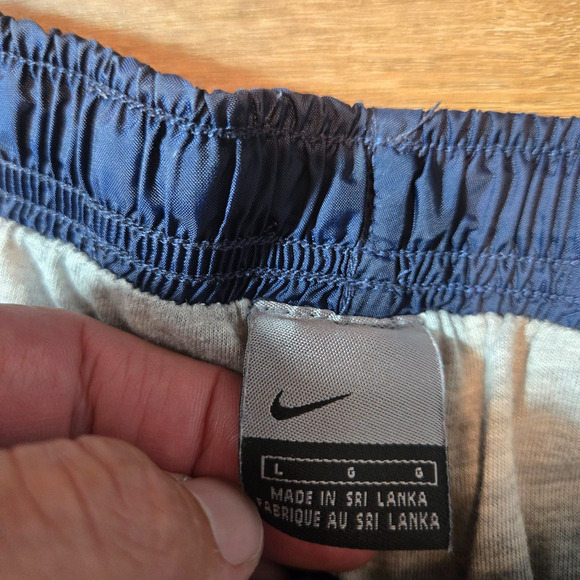 L G G
MADE IN SRI LANKA
FABRIQUE AU SRI LANKA